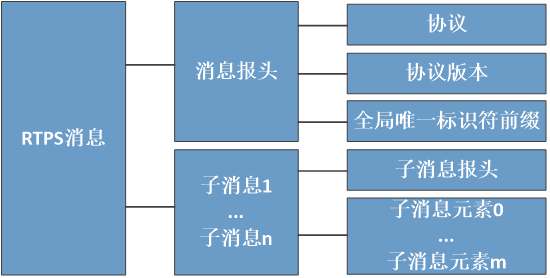 RTPS消息
消息报头
协议
协议版本
全局唯一标识符前缀
子消息1
...
子消息n
子消息报头
子消息元素0
...
子消息元素m